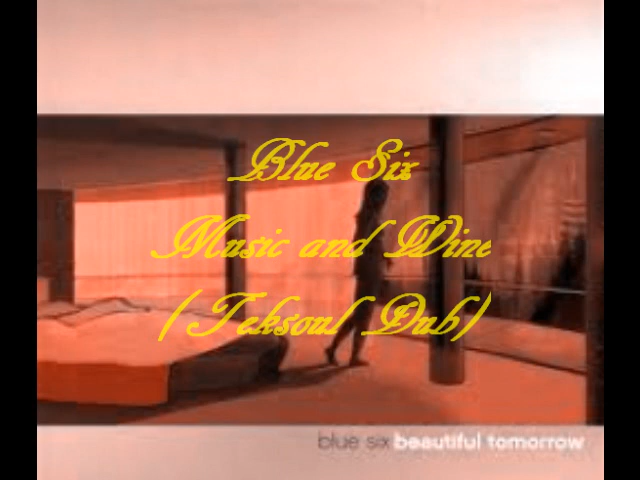 Blue Six
Music and Wine
(Teksoul Dub)
blue six beautiful tomorrow